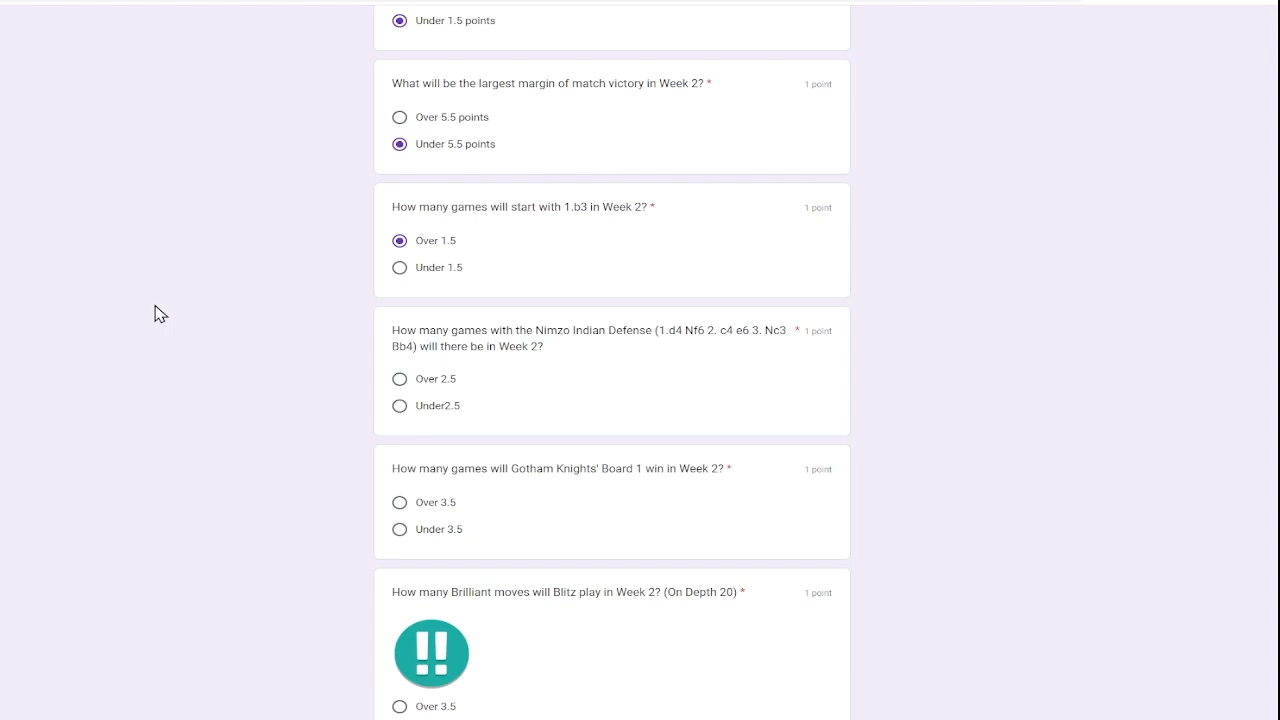 Under 1.5 points
What will be the largest margin of match victory in Week 2? *
1 point
Over 5.5 points
Under 5.5 points
How many games will start with 1.b3 in Week 2? *
1 point
Over 1.5
Under 1.5
How many games with the Nimzo Indian Defense (1.d4 Nf6 2. c4 e6 3. Nc3 *
1 point
Bb4) will there be in Week 2?
Over 2.5
Under2.5
How many games will Gotham Knights' Board 1 win in Week 2? *
1 point
Over 3.5
Under 3.5
How many Brilliant moves will Blitz play in Week 2? (On Depth 20) *
1 point
!!
Over 3.5